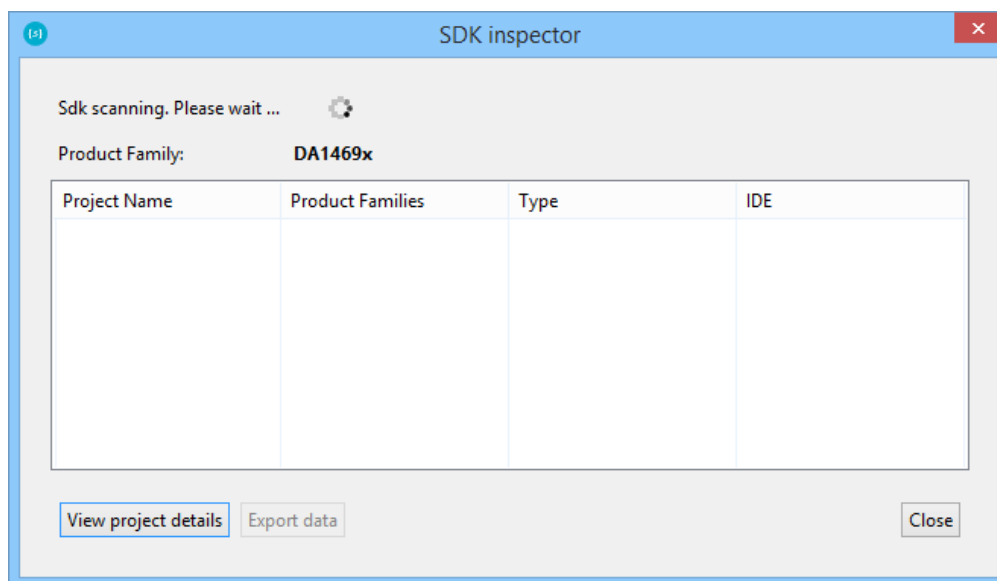 SDK inspector
Sdk scanning. Please wait ...
Product Family: DA1469x
Project Name Product Families Type IDE
View project details Export data Close